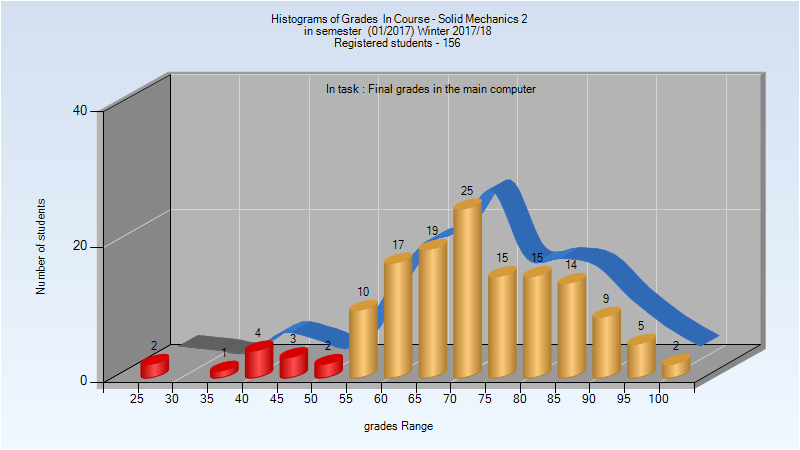 Histograms of Grades In Course - Solid Mechanics 2
in semester (01/2017) Winter 2017/18
Registered students - 156
In task : Final grades in the main computer
40
20
0
Number of students
2
1
4
3
2
10
17
19
25
15
15
14
9
5
2
25 30 35 40 45 50 55 60 65 70 75 80 85 90 95 100
grades Range